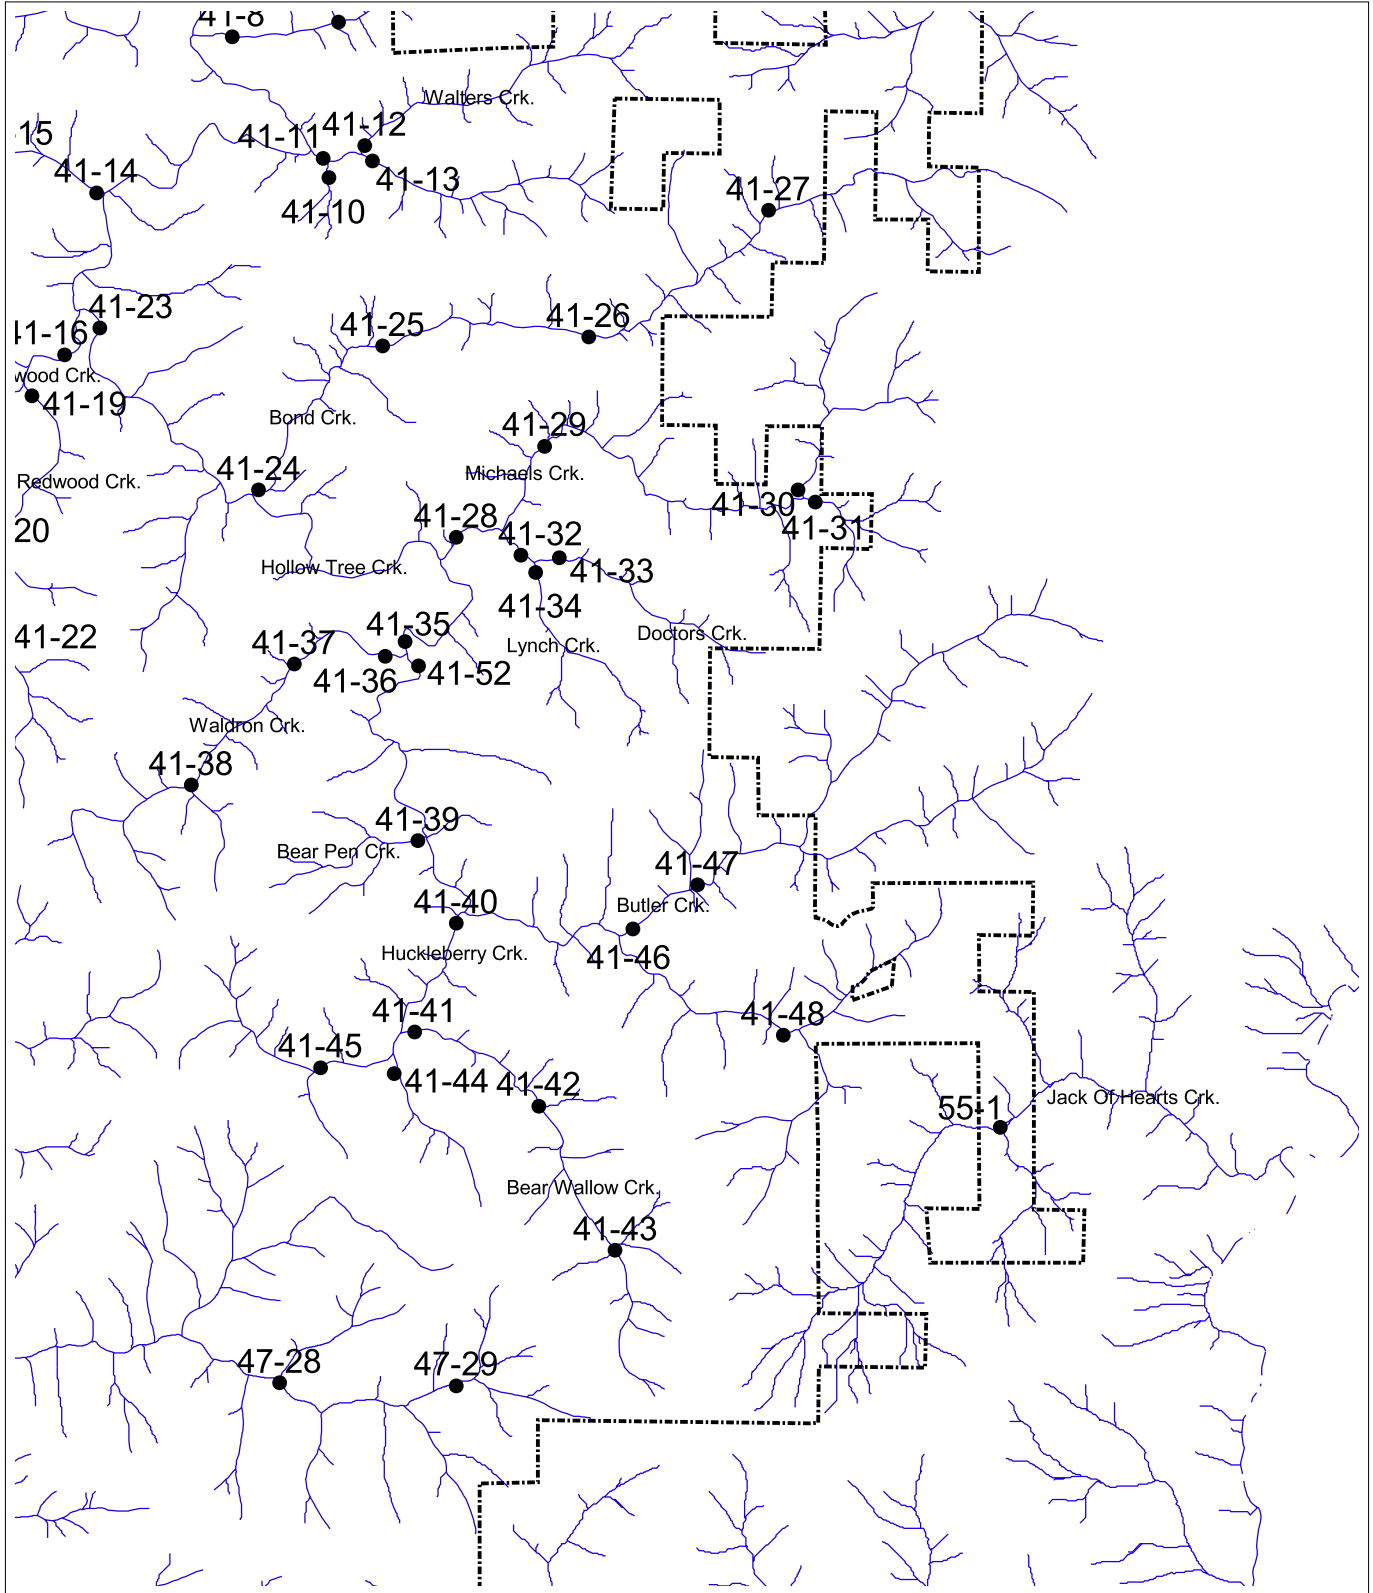 41-8
Walters Crk.
41-12
41-11
15
41-14
41-13
41-27
41-10
41-23
41-26
41-25
41-16
wood Crk.
41-19
Bond Crk.
41-29
41-24
Michaels Crk.
Redwood Crk.
41-30
41-28
41-31
20
41-32
Hollow Tree Crk.
41-33
41-34
41-35
Doctors Crk.
41-22
41-37
Lynch Crk.
41-36
41-52
Waldron Crk.
41-38
41-39
Bear Pen Crk.
41-47
41-40
Butler Crk.
Huckleberry Crk.
41-46
41-41
41-48
41-45
41-44
41-42
Jack Of Hearts Crk.
55-1
Bear Wallow Crk.
41-43
47-28
47-29